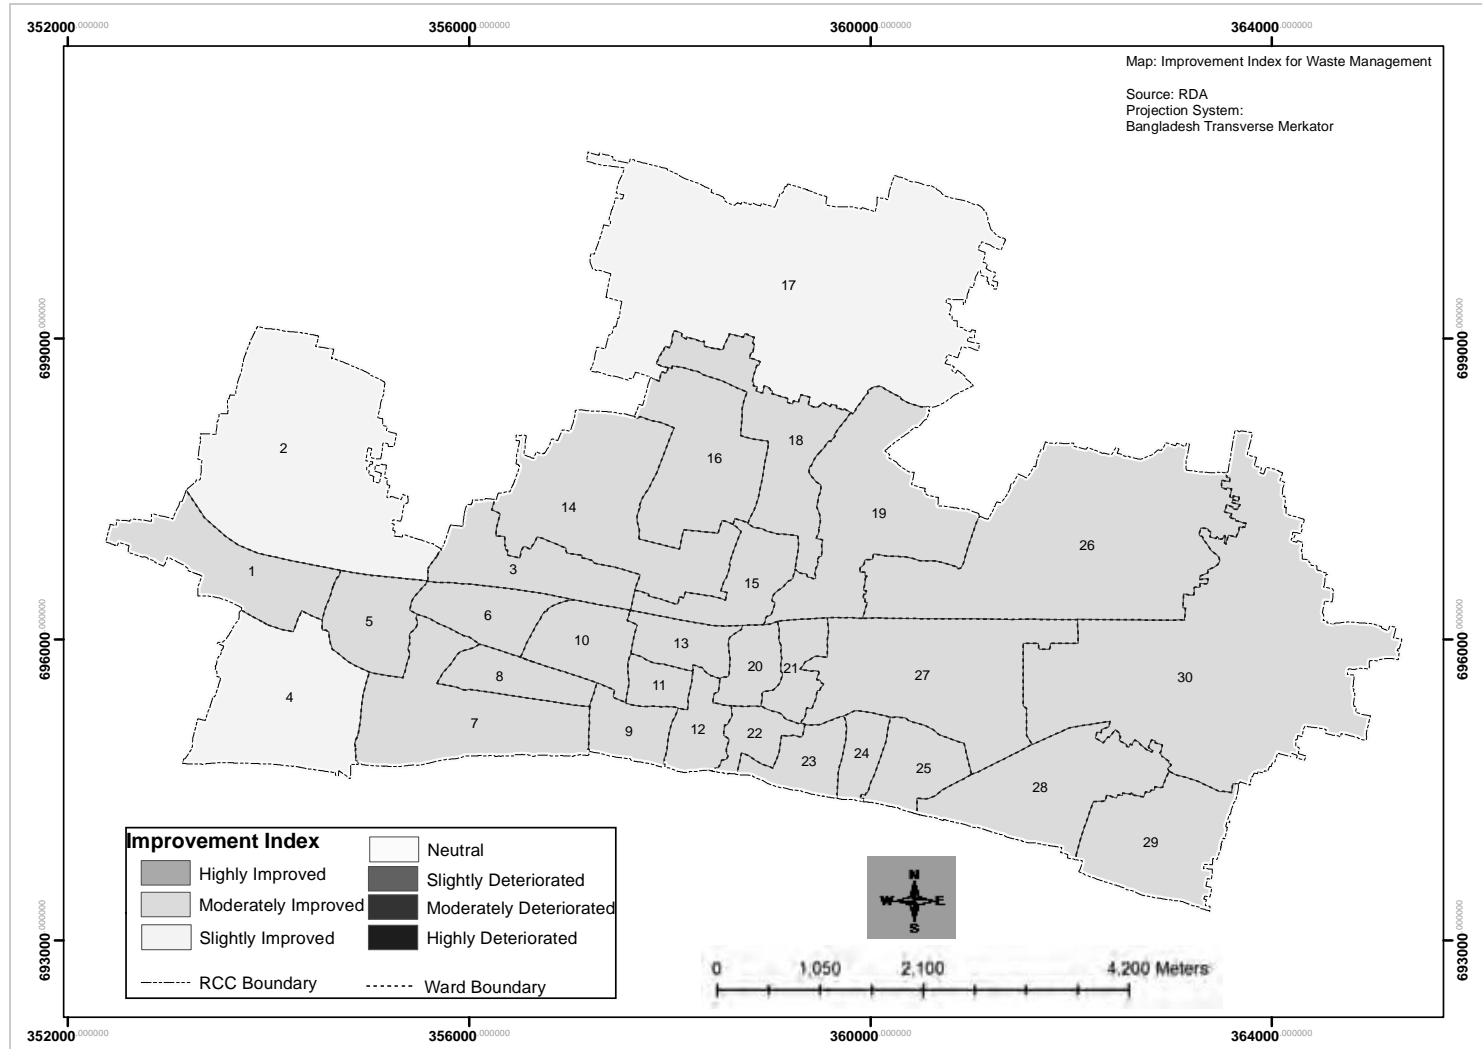 352000.000000 356000.000000 360000.000000 364000.000000
Map: Improvement Index for Waste Management
Source: RDA
Projection System:
Bangladesh Transverse Merkator
17
699000.000000 699000.000000
2
18
16
14
19
26
3
1
15
6
5
10
13
696000.000000 696000.000000
20
21
27
30
8
11
4
7
9
12
22
23
24
25
28
29
Improvement Index
Highly Improved
Moderately Improved
Slightly Improved
RCC Boundary
Neutral
Slightly Deteriorated
Moderately Deteriorated
Highly Deteriorated
Ward Boundary
N
W E
S
693000.000000 693000.000000
0 1,050 2,100 4,200 Meters
352000.000000 356000.000000 360000.000000 364000.000000